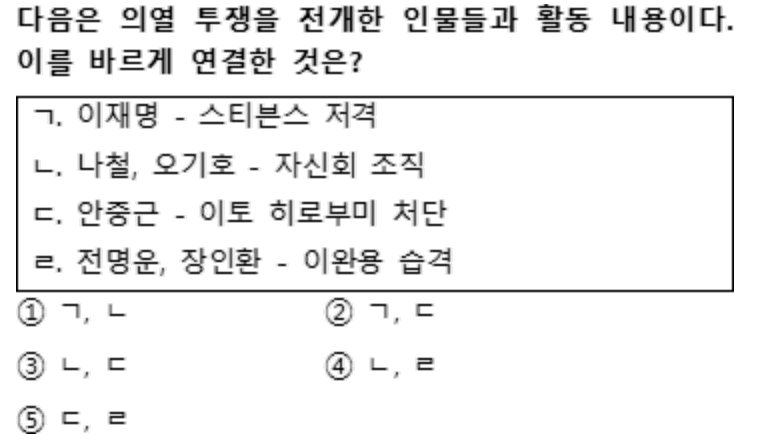 다음은 의열 투쟁을 전개한 인물들과 활동 내용이다.
이를 바르게 연결한 것은?
ㄱ. 이재명 - 스티븐스 저격
ㄴ. 나철, 오기호 - 자신회 조직
ㄷ. 안중근 - 이토 히로부미 처단
ㄹ. 전명운, 장인환 - 이완용 습격
① ㄱ, ㄴ ② ㄱ, ㄷ
③ ㄴ, ㄷ ④ ㄴ, ㄹ
⑤ ㄷ, ㄹ